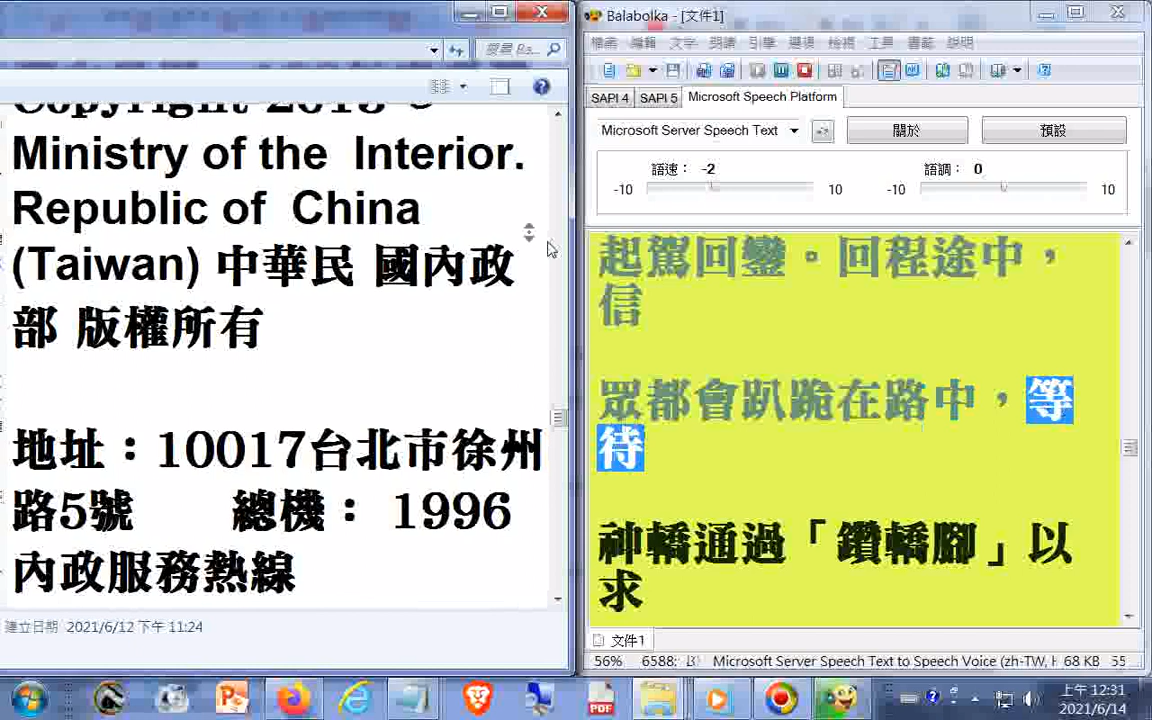 Copyright 2013 ©
Ministry of the Interior.
Republic of China
(Taiwan) 中華民 國內政
部 版權所有
地址：10017台北市徐州
路5號 總機： 1996
內政服務熱線
建立日期 2021/6/12 下午 11:24
Balabolka - [文件1]
檔案 編輯 文字 朗讀 引擎 選項 檢視 工具 書籤 說明
SAPI 4 SAPI 5 Microsoft Speech Platform
Microsoft Server Speech Text 關於 預設
語速： -2 語調： 0
-10 10 -10 10
起駕回鑾。回程途中，
信
眾都會趴跪在路中，等
待
神轎通過「鑽轎腳」以
求
文件1
56% 6588: Microsoft Server Speech Text to Speech Voice (zh-TW, H 68 KB 55
PDF
上午 12:31
2021/6/14